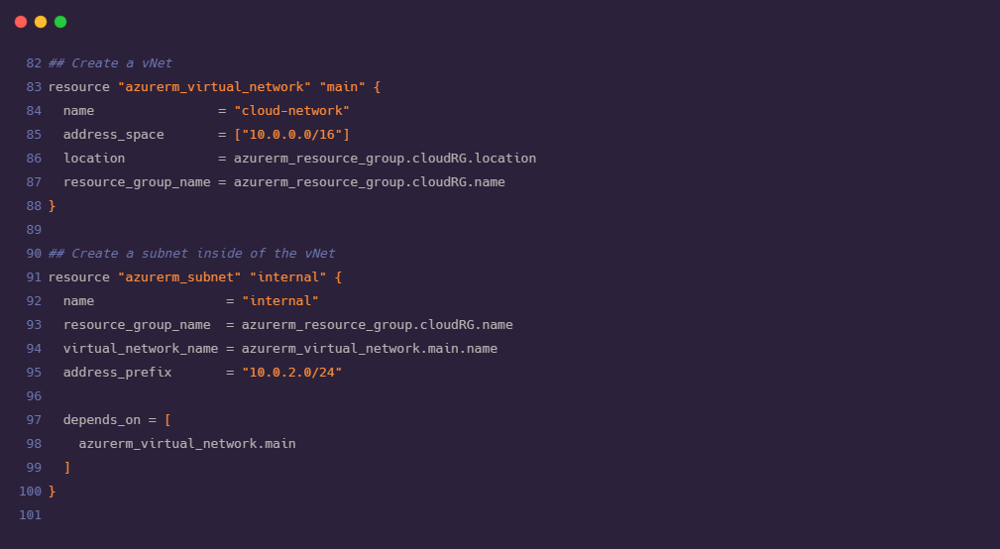 82 ## Create a vNet
83 resource "azurerm_virtual_network" "main" {
84   name                = "cloud-network"
85   address_space       = ["10.0.0.0/16"]
86   location            = azurerm_resource_group.cloudRG.location
87   resource_group_name = azurerm_resource_group.cloudRG.name
88 }
89
90 ## Create a subnet inside of the vNet
91 resource "azurerm_subnet" "internal" {
92   name                 = "internal"
93   resource_group_name  = azurerm_resource_group.cloudRG.name
94   virtual_network_name = azurerm_virtual_network.main.name
95   address_prefix       = "10.0.2.0/24"
96
97   depends_on = [
98     azurerm_virtual_network.main
99   ]
100 }
101